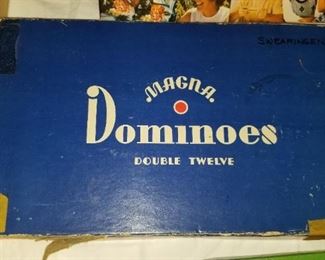 SWEARINGEN
MAGNA
Dominoes
DOUBLE TWELVE